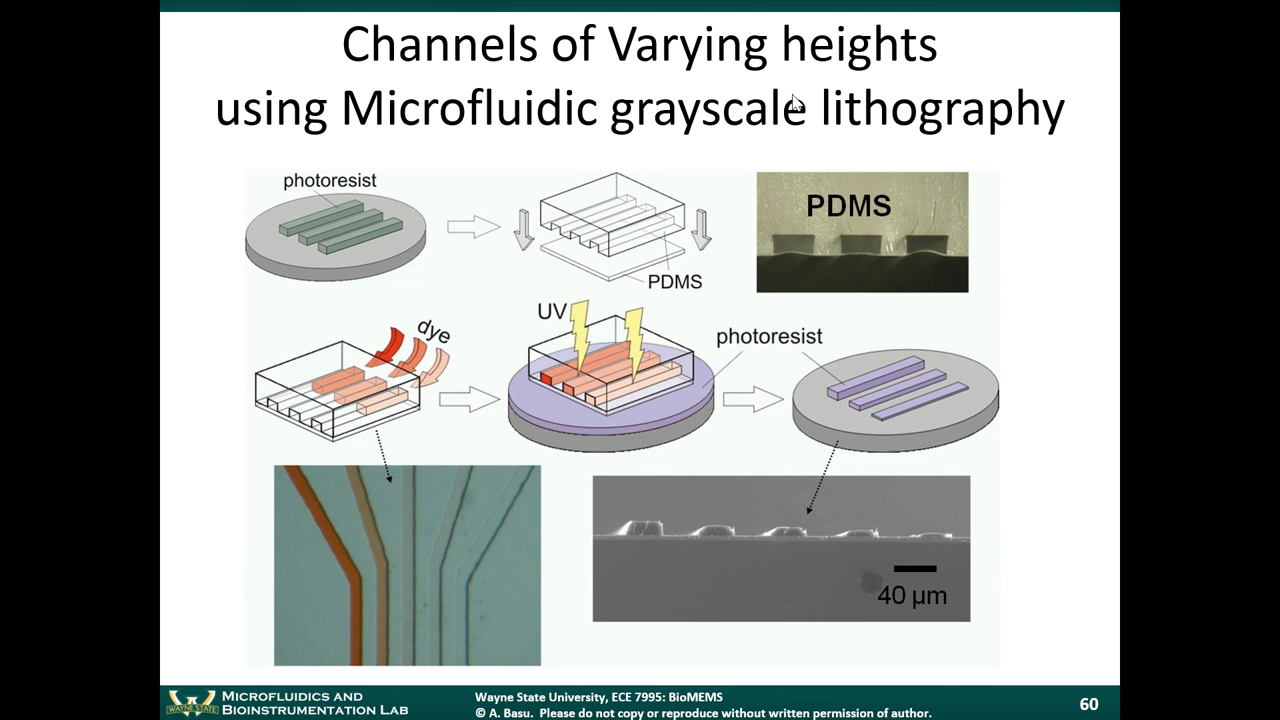 Channels of Varying heights
using Microfluidic grayscale lithography
photoresist
PDMS
PDMS
UV
dye
photoresist
40 µm
WAYNE STATE
MICROFLUIDICS AND
BIOINSTRUMENTATION LAB
Wayne State University, ECE 7995: BioMEMS
© A. Basu.  Please do not copy or reproduce without written permission of author.
60